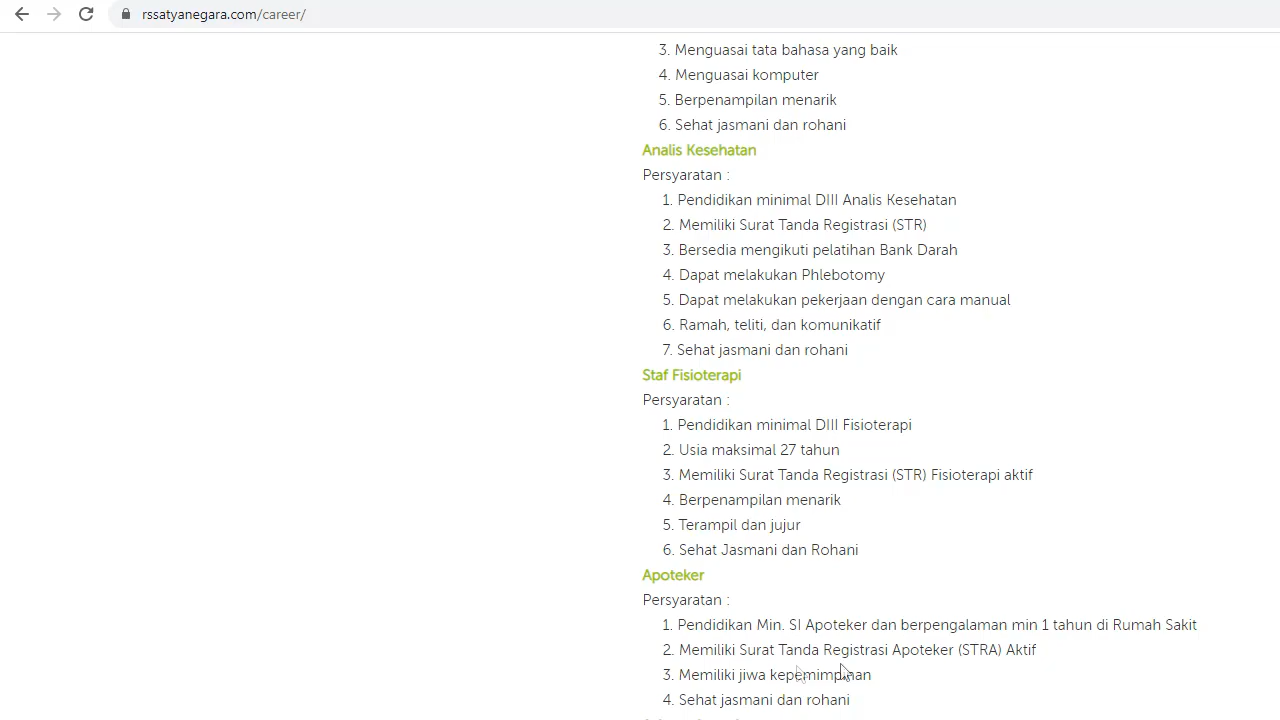 rssatyanegara.com/career/
3. Menguasai tata bahasa yang baik
4. Menguasai komputer
5. Berpenampilan menarik
6. Sehat jasmani dan rohani
Analis Kesehatan
Persyaratan :
1. Pendidikan minimal DIII Analis Kesehatan
2. Memiliki Surat Tanda Registrasi (STR)
3. Bersedia mengikuti pelatihan Bank Darah
4. Dapat melakukan Phlebotomy
5. Dapat melakukan pekerjaan dengan cara manual
6. Ramah, teliti, dan komunikatif
7. Sehat jasmani dan rohani
Staf Fisioterapi
Persyaratan :
1. Pendidikan minimal DIII Fisioterapi
2. Usia maksimal 27 tahun
3. Memiliki Surat Tanda Registrasi (STR) Fisioterapi aktif
4. Berpenampilan menarik
5. Terampil dan jujur
6. Sehat Jasmani dan Rohani
Apoteker
Persyaratan :
1. Pendidikan Min. SI Apoteker dan berpengalaman min 1 tahun di Rumah Sakit
2. Memiliki Surat Tanda Registrasi Apoteker (STRA) Aktif
3. Memiliki jiwa kepemimpinan
4. Sehat jasmani dan rohani